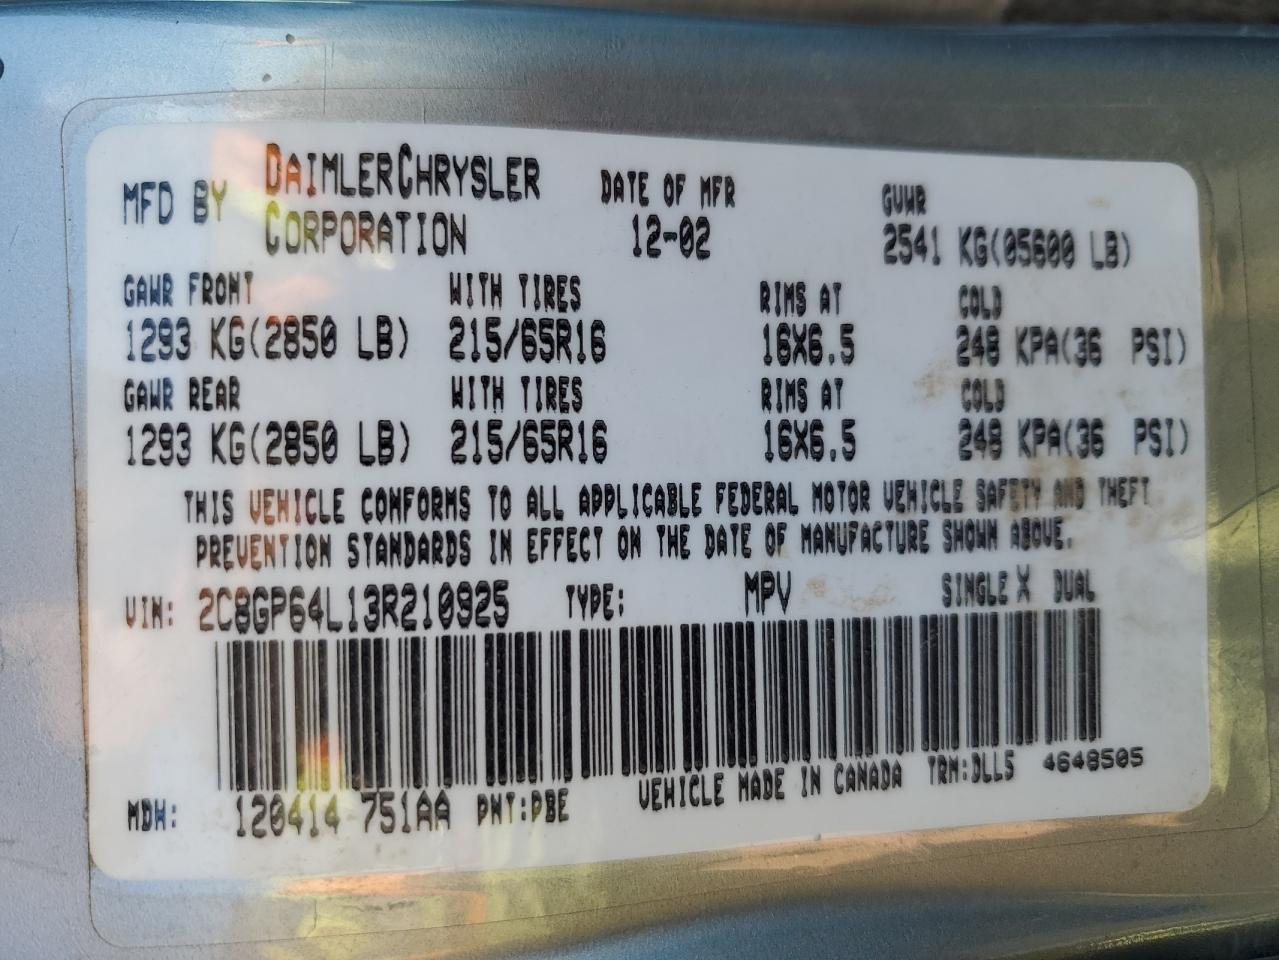 MFD BY DAIMLERCHRYSLER CORPORATION DATE OF MFR 12-02 GVWR 2541 KG(05600 LB)
GAWR FRONT WITH TIRES RIMS AT COLD
1293 KG(2850 LB) 215/65R16 16X6.5 248 KPA(36 PSI)
GAWR REAR WITH TIRES RIMS AT COLD
1293 KG(2850 LB) 215/65R16 16X6.5 248 KPA(36 PSI)
THIS VEHICLE CONFORMS TO ALL APPLICABLE FEDERAL MOTOR VEHICLE SAFETY AND THEFT
PREVENTION STANDARDS IN EFFECT ON THE DATE OF MANUFACTURE SHOWN ABOVE.
VIN: 2C8GP64L13R210925 TYPE: MPV SINGLE X DUAL
MDH: 120414 751AA PNT:PBE VEHICLE MADE IN CANADA TRM:DLL5 4648505